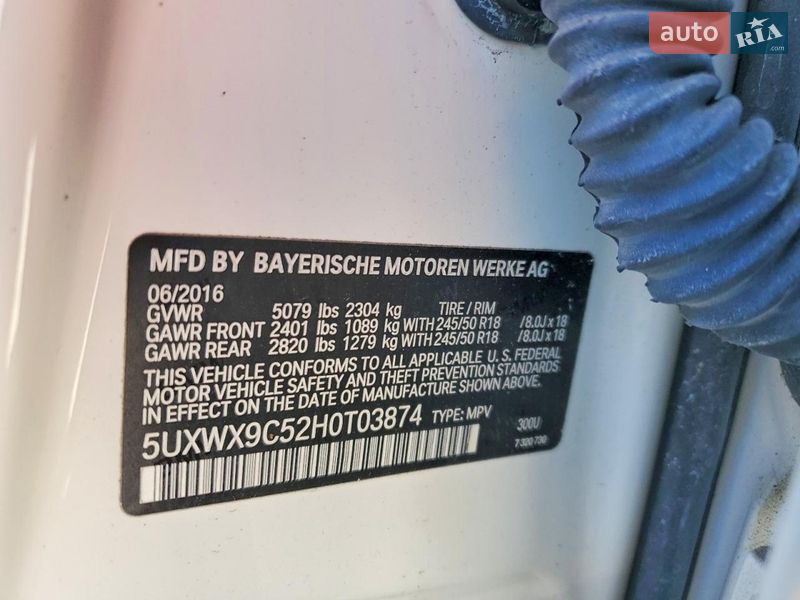 auto RIA
.com
MFD BY BAYERISCHE MOTOREN WERKE AG
06/2016
GVWR 5079 lbs 2304 kg TIRE / RIM
GAWR FRONT 2401 lbs 1089 kg WITH 245/50 R18 /8.0J x 18
GAWR REAR 2820 lbs 1279 kg WITH 245/50 R18 /8.0J x 18
THIS VEHICLE CONFORMS TO ALL APPLICABLE U. S. FEDERAL
MOTOR VEHICLE SAFETY AND THEFT PREVENTION STANDARDS
IN EFFECT ON THE DATE OF MANUFACTURE SHOWN ABOVE.
5UXWX9C52H0T03874 TYPE: MPV 300U
7 320 730